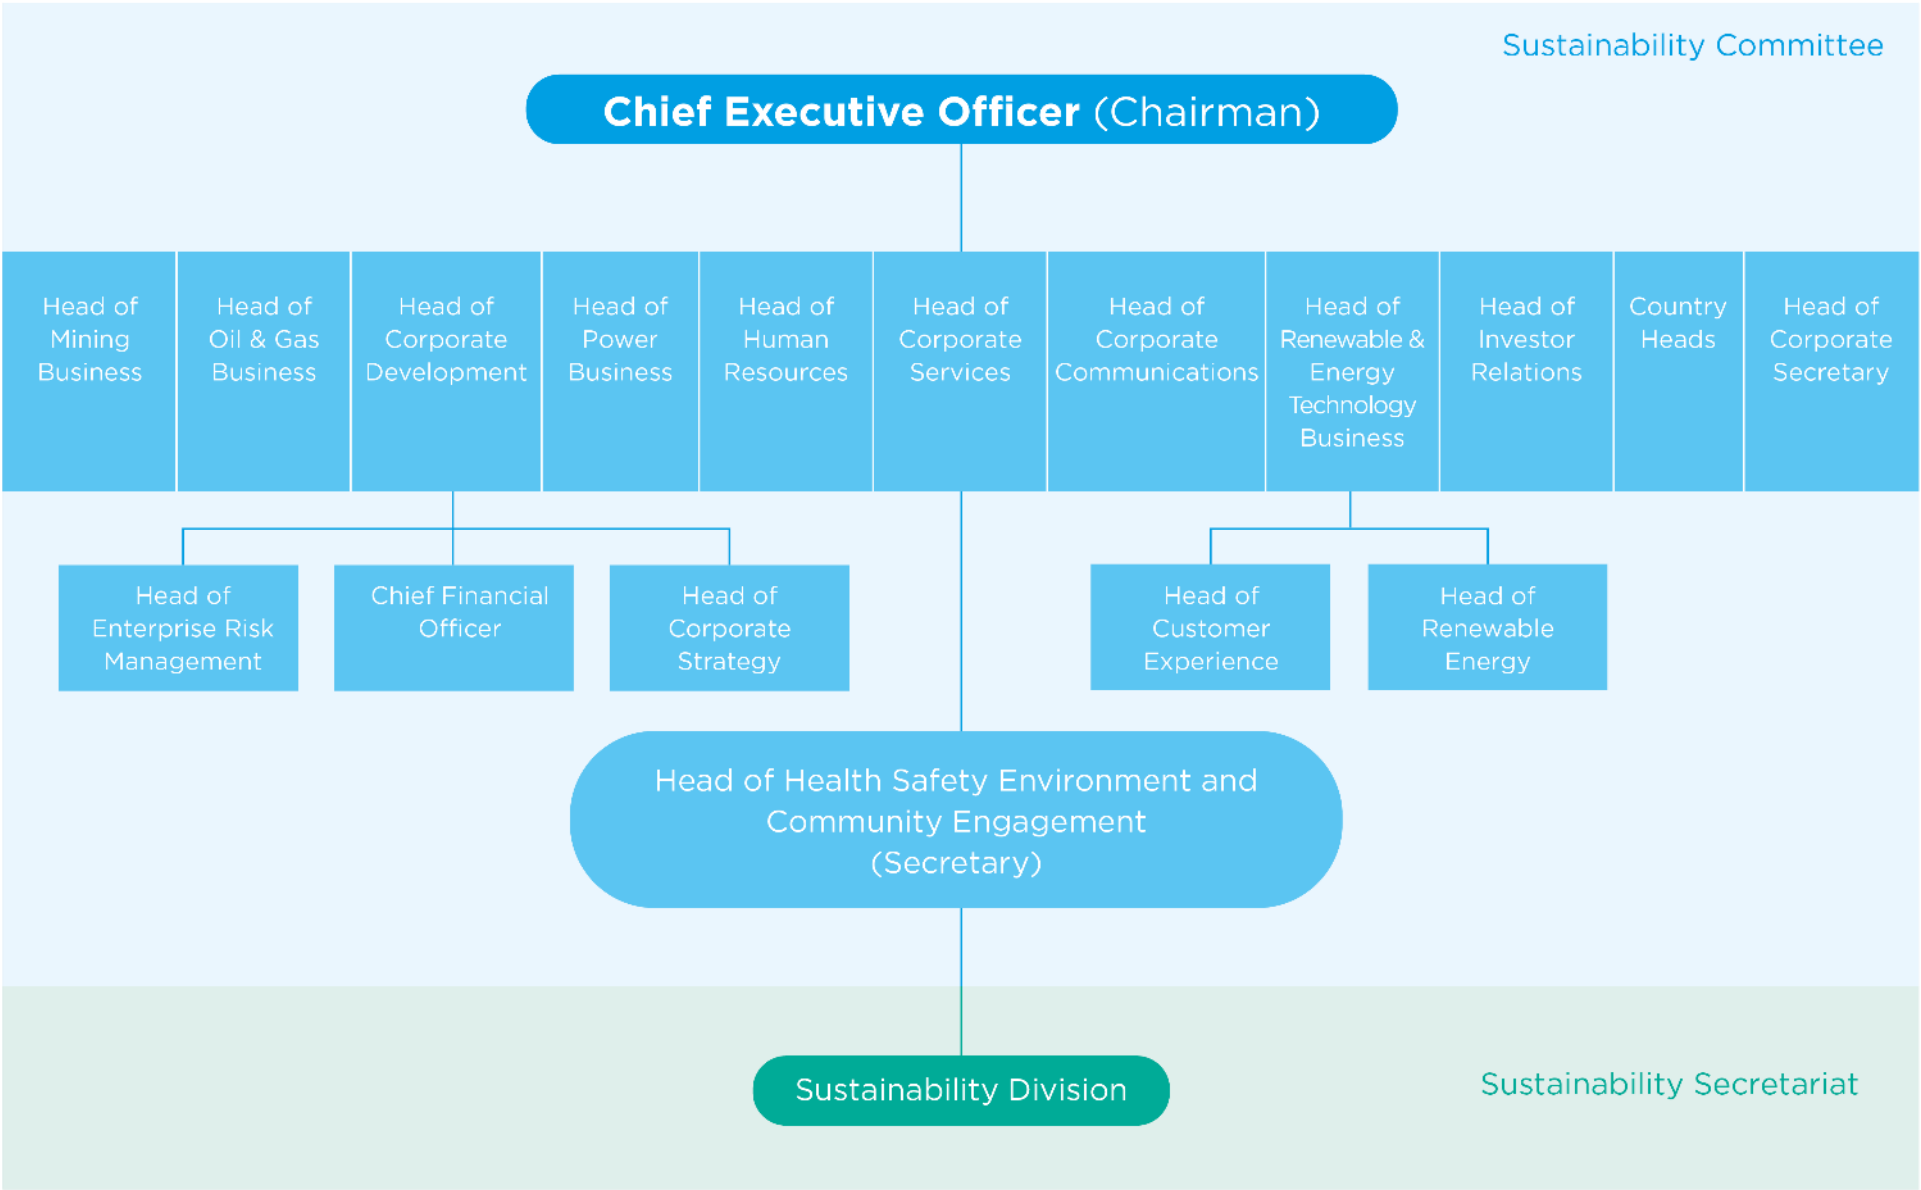 Sustainability Committee
Chief Executive Officer (Chairman)
Head of
Mining
Business
Head of
Oil & Gas
Business
Head of
Corporate
Development
Head of
Power
Business
Head of
Human
Resources
Head of
Corporate
Services
Head of
Corporate
Communications
Head of
Renewable &
Energy
Technology
Business
Head of
Investor
Relations
Country
Heads
Head of
Corporate
Secretary
Head of
Enterprise Risk
Management
Chief Financial
Officer
Head of
Corporate
Strategy
Head of
Customer
Experience
Head of
Renewable
Energy
Head of Health Safety Environment and
Community Engagement
(Secretary)
Sustainability Division
Sustainability Secretariat